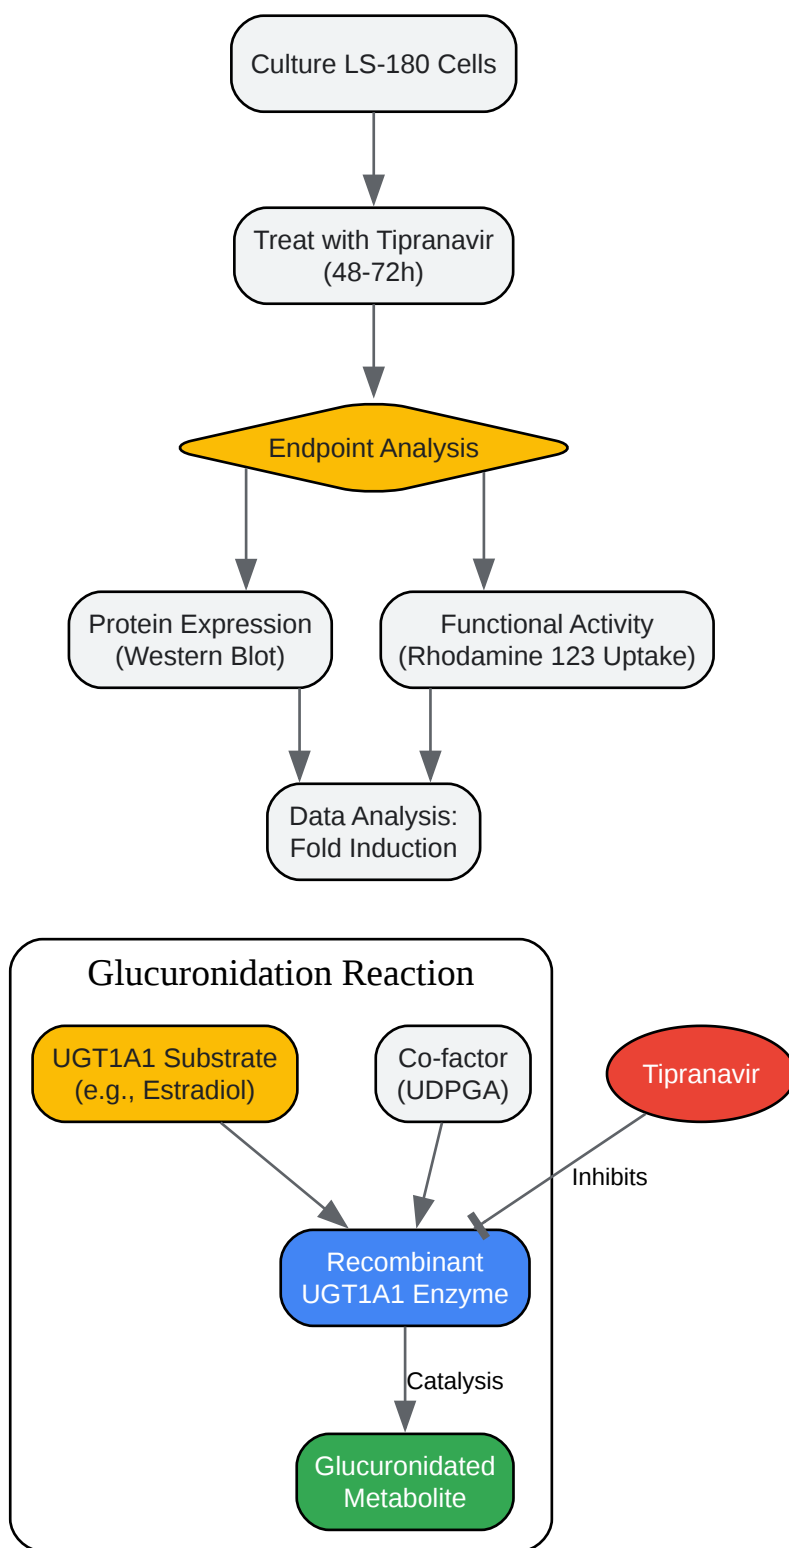 Culture LS-180 Cells
Treat with Tipranavir
(48-72h)
Endpoint Analysis
Protein Expression
(Western Blot)
Functional Activity
(Rhodamine 123 Uptake)
Data Analysis:
Fold Induction
Glucuronidation Reaction
UGT1A1 Substrate
(e.g., Estradiol)
Co-factor
(UDPGA)
Tipranavir
Inhibits
Recombinant
UGT1A1 Enzyme
Catalysis
Glucuronidated
Metabolite